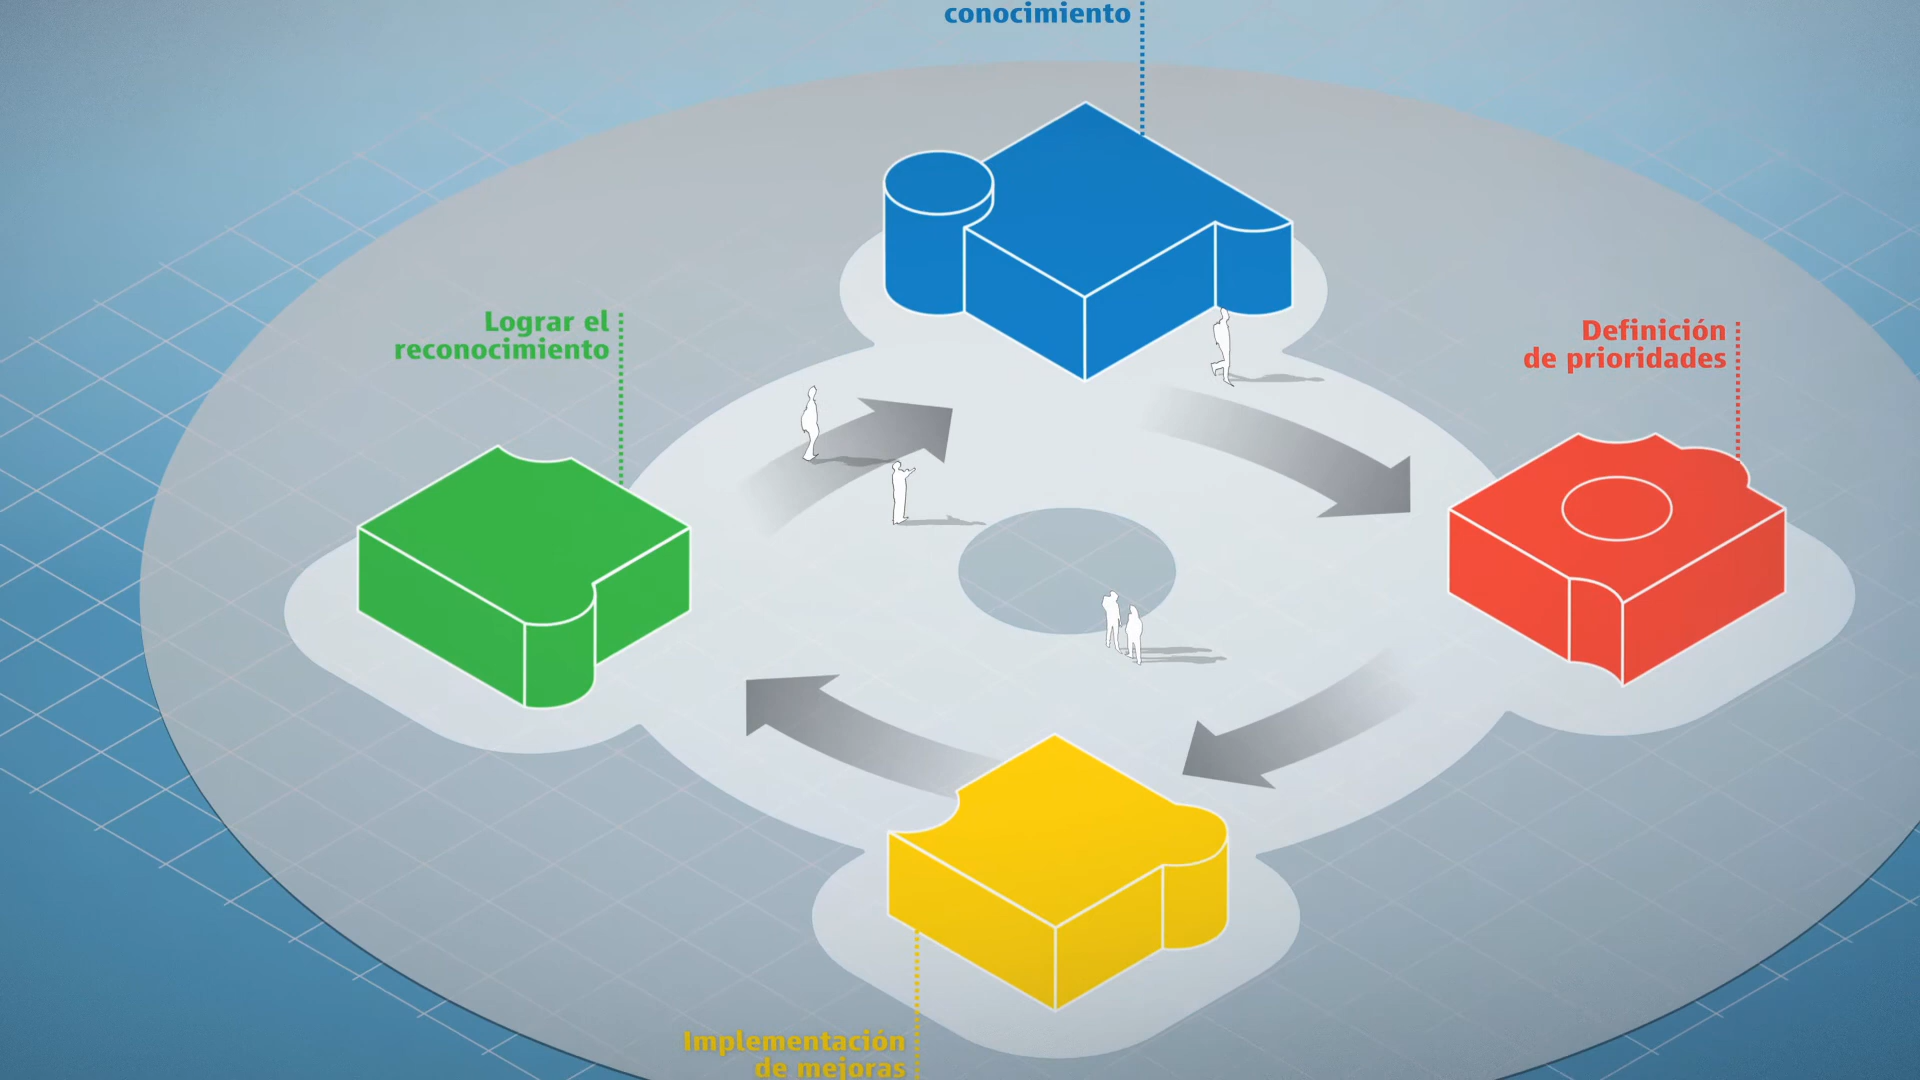 conocimiento
Lograr el
reconocimiento
Definición
de prioridades
Implementación
de mejoras